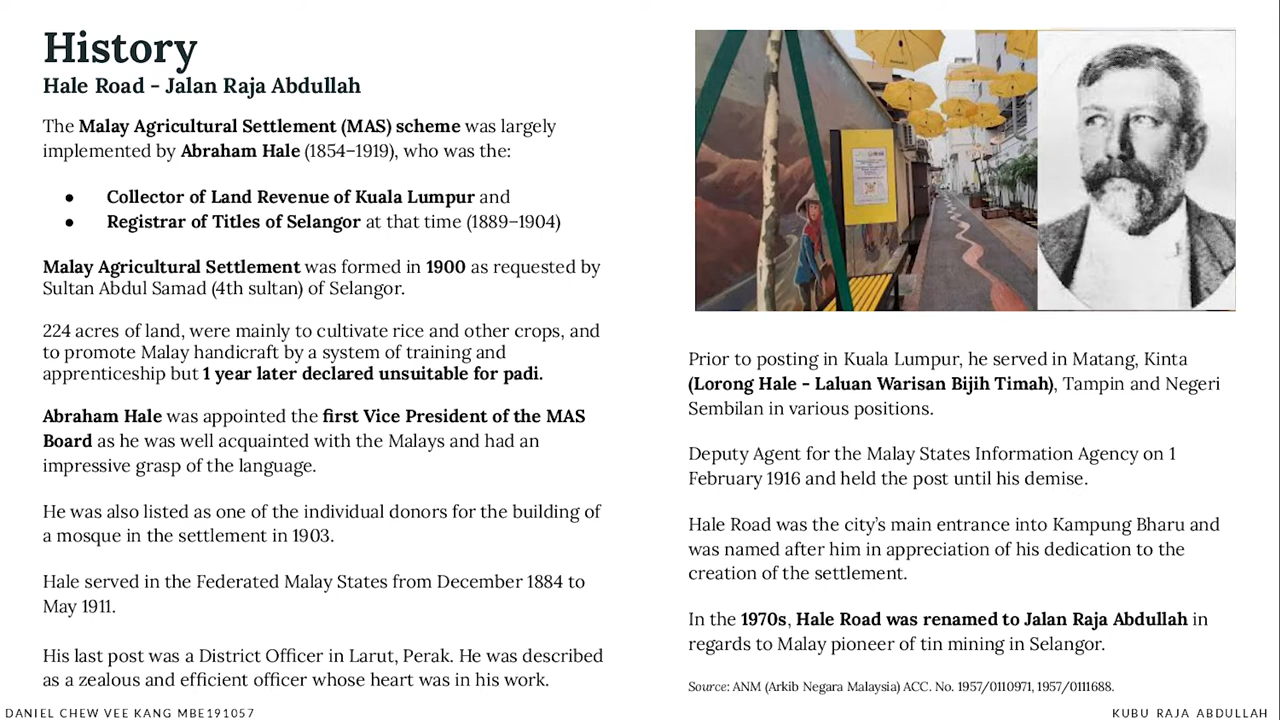 History
Hale Road - Jalan Raja Abdullah
The Malay Agricultural Settlement (MAS) scheme was largely
implemented by Abraham Hale (1854–1919), who was the:
● Collector of Land Revenue of Kuala Lumpur and
● Registrar of Titles of Selangor at that time (1889–1904)
Malay Agricultural Settlement was formed in 1900 as requested by
Sultan Abdul Samad (4th sultan) of Selangor.
224 acres of land, were mainly to cultivate rice and other crops, and
to promote Malay handicraft by a system of training and
apprenticeship but 1 year later declared unsuitable for padi.
Abraham Hale was appointed the first Vice President of the MAS
Board as he was well acquainted with the Malays and had an
impressive grasp of the language.
He was also listed as one of the individual donors for the building of
a mosque in the settlement in 1903.
Hale served in the Federated Malay States from December 1884 to
May 1911.
His last post was a District Officer in Larut, Perak. He was described
as a zealous and efficient officer whose heart was in his work.
Prior to posting in Kuala Lumpur, he served in Matang, Kinta
(Lorong Hale - Laluan Warisan Bijih Timah), Tampin and Negeri
Sembilan in various positions.
Deputy Agent for the Malay States Information Agency on 1
February 1916 and held the post until his demise.
Hale Road was the city’s main entrance into Kampung Bharu and
was named after him in appreciation of his dedication to the
creation of the settlement.
In the 1970s, Hale Road was renamed to Jalan Raja Abdullah in
regards to Malay pioneer of tin mining in Selangor.
Source: ANM (Arkib Negara Malaysia) ACC. No. 1957/0110971, 1957/0111688.
DANIEL CHEW VEE KANG MBE191057
KUBU RAJA ABDULLAH